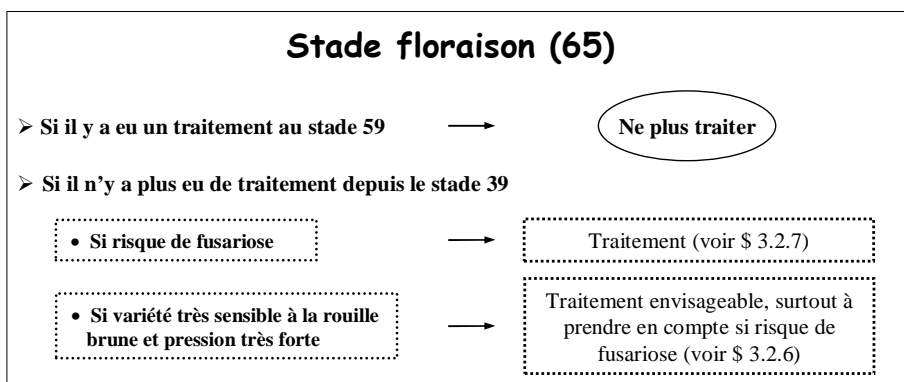 Stade floraison (65)
➢ Si il y a eu un traitement au stade 59
Ne plus traiter
➢ Si il n’y a plus eu de traitement depuis le stade 39
• Si risque de fusariose
Traitement (voir $ 3.2.7)
• Si variété très sensible à la rouille
brune et pression très forte
Traitement envisageable, surtout à
prendre en compte si risque de
fusariose (voir $ 3.2.6)